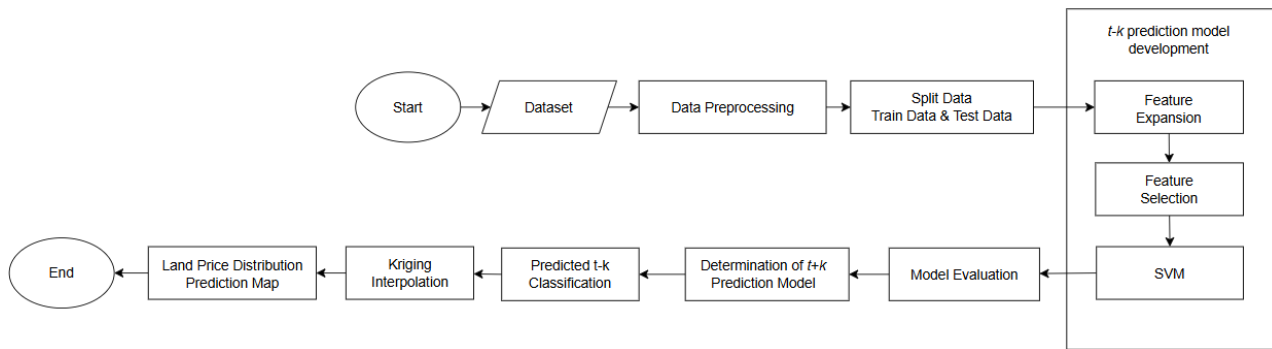 t-k prediction model
development
Start
Dataset
Data Preprocessing
Split Data
Train Data & Test Data
Feature
Expansion
Feature
Selection
SVM
Model Evaluation
Determination of t+k
Prediction Model
Predicted t-k
Classification
Kriging
Interpolation
Land Price Distribution
Prediction Map
End